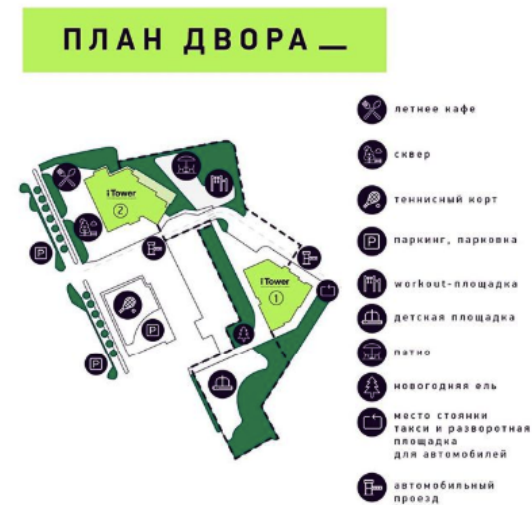 ПЛАН ДВОРА
летнее кафе
сквер
теннисный корт
P паркинг, парковка
workout-площадка
детская площадка
патио
новогодняя ель
место стоянки
такси и разворотная
площадка
для автомобилей
автомобильный
проезд
iTower
2
P
iTower
1
P
P